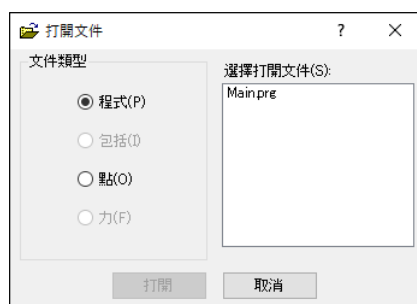 打開文件
文件類型
程式(P)
包括(I)
點(O)
力(F)
選擇打開文件(S):
Main.prg
打開
取消